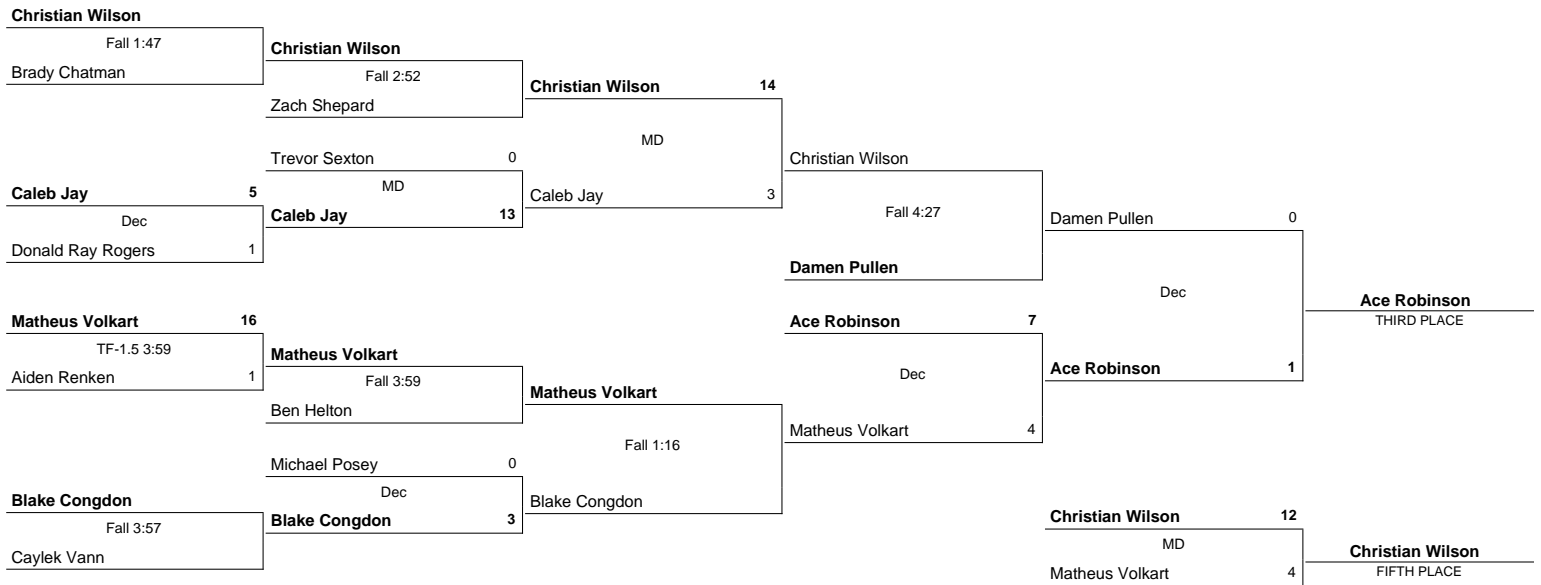 Christian Wilson
Fall 1:47
Brady Chatman
Caleb Jay 5
Dec
Donald Ray Rogers 1
Matheus Volkart 16
TF-1.5 3:59
Aiden Renken 1
Blake Congdon
Fall 3:57
Caylek Vann
Christian Wilson
Fall 2:52
Zach Shepard
Trevor Sexton 0
MD
Caleb Jay 13
Matheus Volkart
Fall 3:59
Ben Helton
Michael Posey 0
Dec
Blake Congdon 3
Christian Wilson 14
MD
Caleb Jay 3
Matheus Volkart
Fall 1:16
Blake Congdon
Christian Wilson
Fall 4:27
Damen Pullen
Ace Robinson 7
Dec
Matheus Volkart 4
Damen Pullen 0
Dec
Ace Robinson 1
Ace Robinson
THIRD PLACE
Christian Wilson 12
MD
Matheus Volkart 4
Christian Wilson
FIFTH PLACE